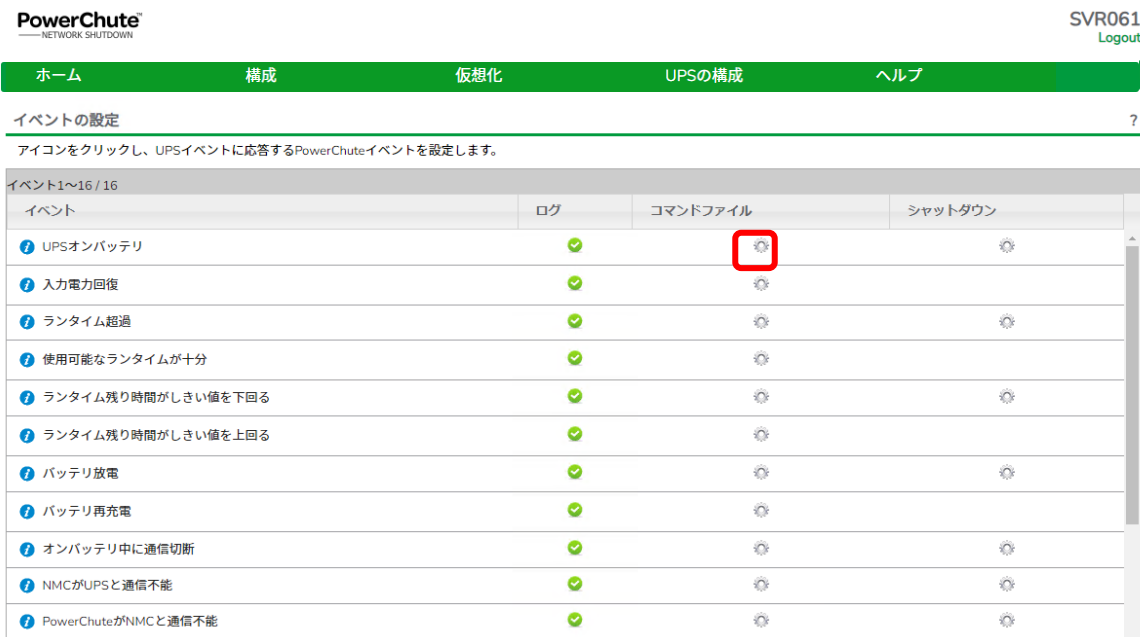 PowerChute™
NETWORK SHUTDOWN
SVR061
Logout
ホーム 構成 仮想化 UPSの構成 ヘルプ
イベントの設定 ?
アイコンをクリックし、UPSイベントに応答するPowerChuteイベントを設定します。
イベント1～16 / 16
イベント ログ コマンドファイル シャットダウン
UPSオンバッテリ
入力電力回復
ランタイム超過
使用可能なランタイムが十分
ランタイム残り時間がしきい値を下回る
ランタイム残り時間がしきい値を上回る
バッテリ放電
バッテリ再充電
オンバッテリ中に通信切断
NMCがUPSと通信不能
PowerChuteがNMCと通信不能